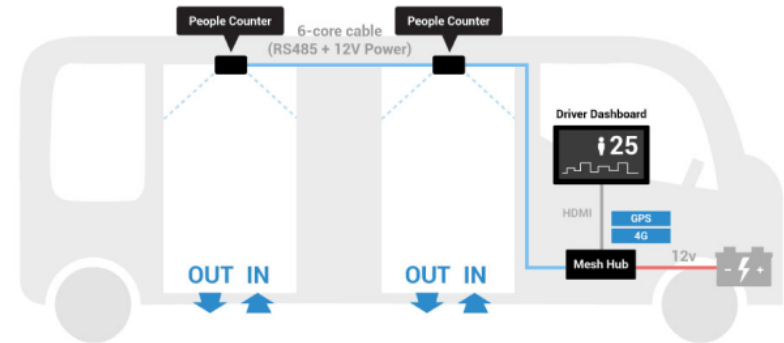 People Counter
People Counter
6-core cable
(RS485 + 12V Power)
Driver Dashboard
25
HDMI
GPS
4G
12v
Mesh Hub
- +
OUT IN
OUT IN